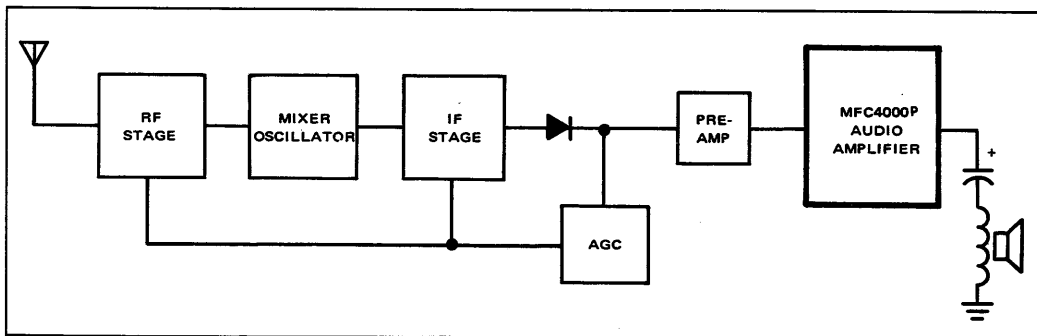 RF
STAGE
MIXER
OSCILLATOR
IF
STAGE
PRE-
AMP
MFC4000P
AUDIO
AMPLIFIER
+
AGC